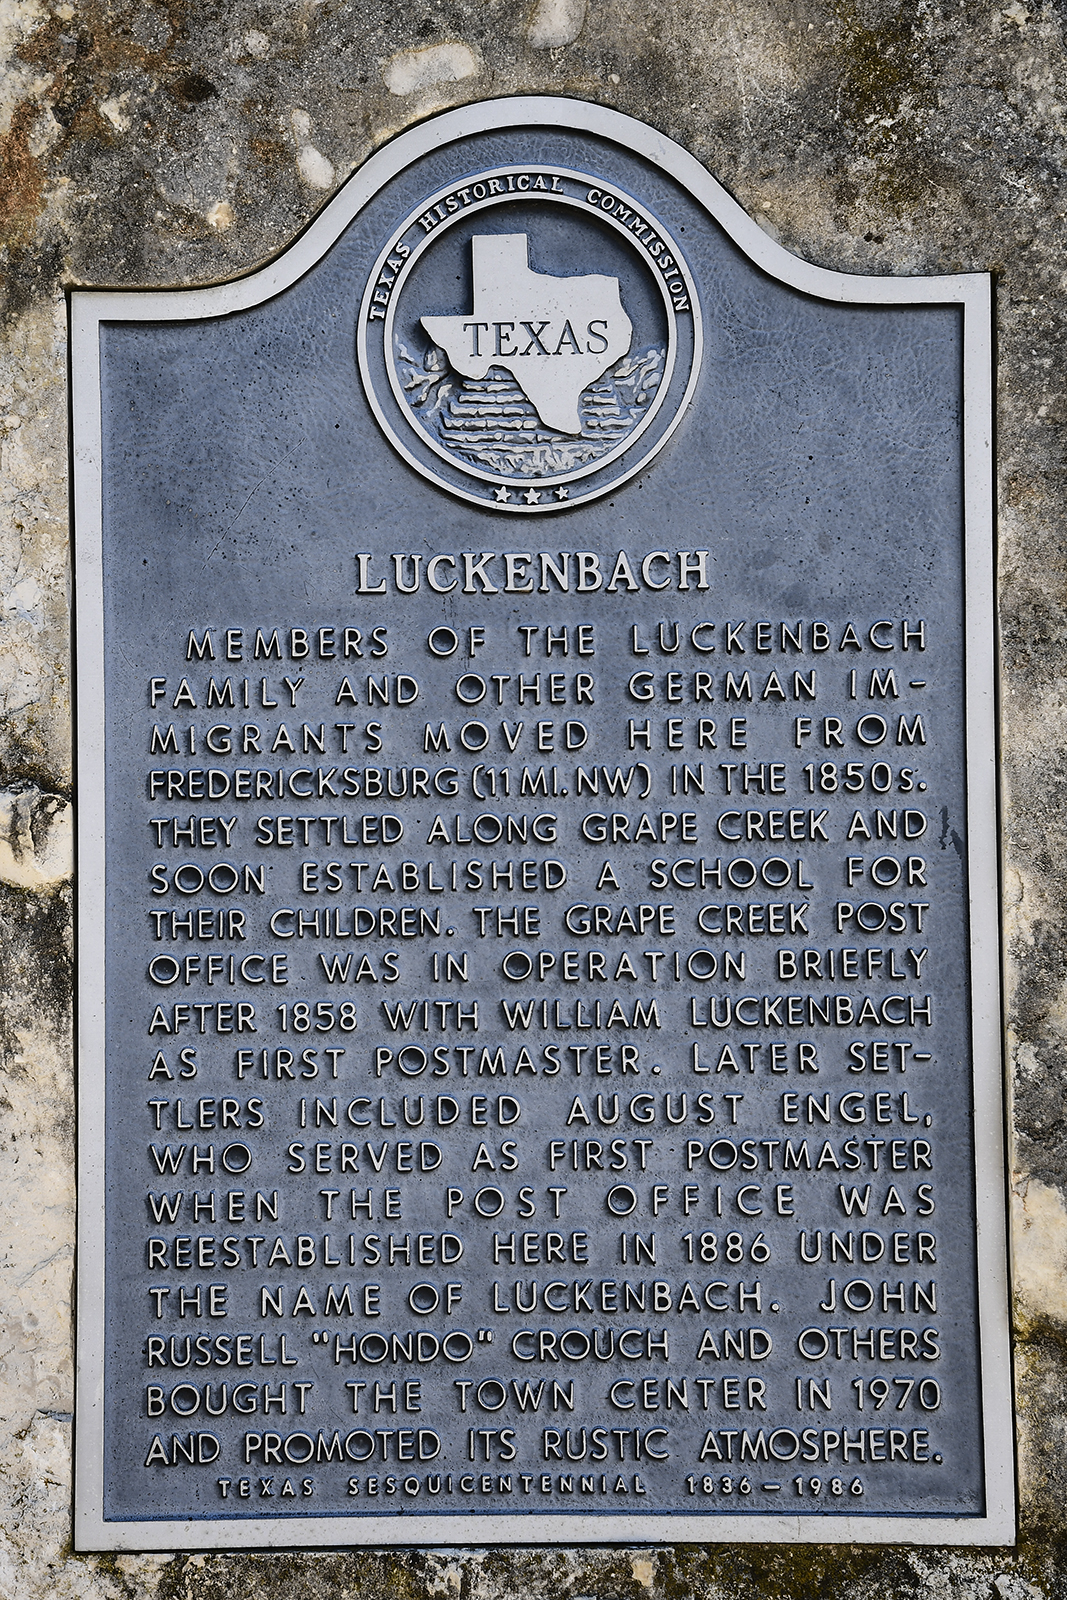 TEXAS HISTORICAL COMMISSION
TEXAS
LUCKENBACH
MEMBERS OF THE LUCKENBACH
FAMILY AND OTHER GERMAN IM-
MIGRANTS MOVED HERE FROM
FREDERICKSBURG (11 MI. NW) IN THE 1850s.
THEY SETTLED ALONG GRAPE CREEK AND
SOON ESTABLISHED A SCHOOL FOR
THEIR CHILDREN. THE GRAPE CREEK POST
OFFICE WAS IN OPERATION BRIEFLY
AFTER 1858 WITH WILLIAM LUCKENBACH
AS FIRST POSTMASTER. LATER SET-
TLERS INCLUDED AUGUST ENGEL,
WHO SERVED AS FIRST POSTMASTER
WHEN THE POST OFFICE WAS
REESTABLISHED HERE IN 1886 UNDER
THE NAME OF LUCKENBACH. JOHN
RUSSELL "HONDO" CROUCH AND OTHERS
BOUGHT THE TOWN CENTER IN 1970
AND PROMOTED ITS RUSTIC ATMOSPHERE.
TEXAS SESQUICENTENNIAL 1836-1986